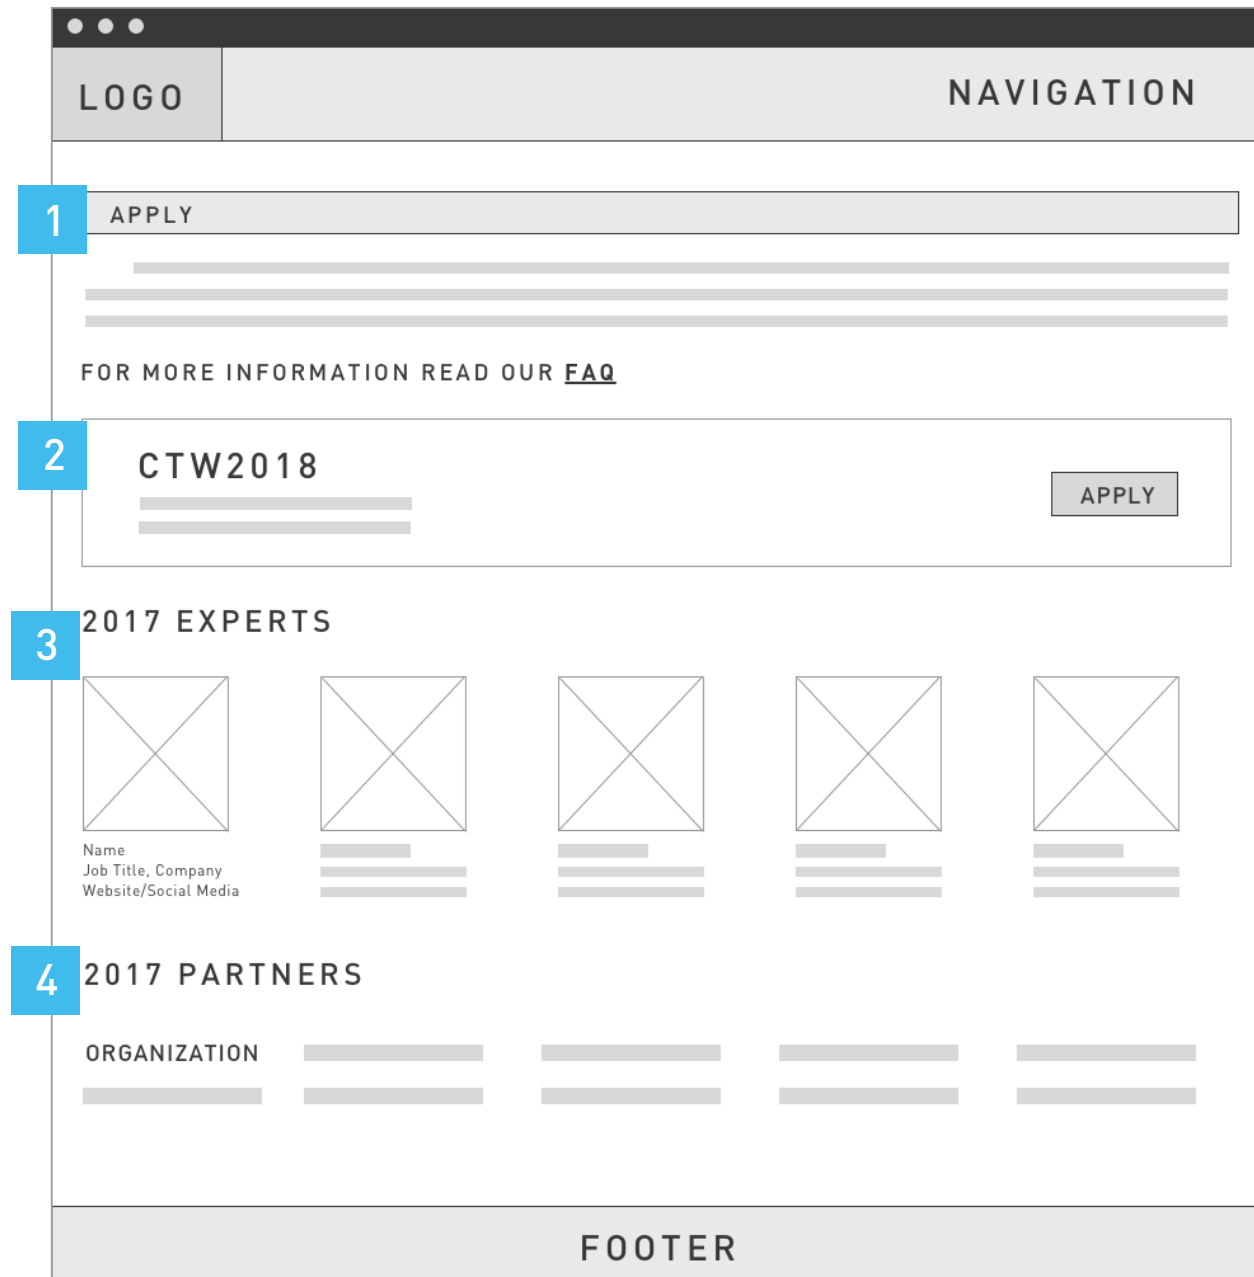 LOGO
NAVIGATION
1
APPLY
FOR MORE INFORMATION READ OUR FAQ
2
CTW2018
APPLY
3
2017 EXPERTS
Name
Job Title, Company
Website/Social Media
4
2017 PARTNERS
ORGANIZATION
FOOTER